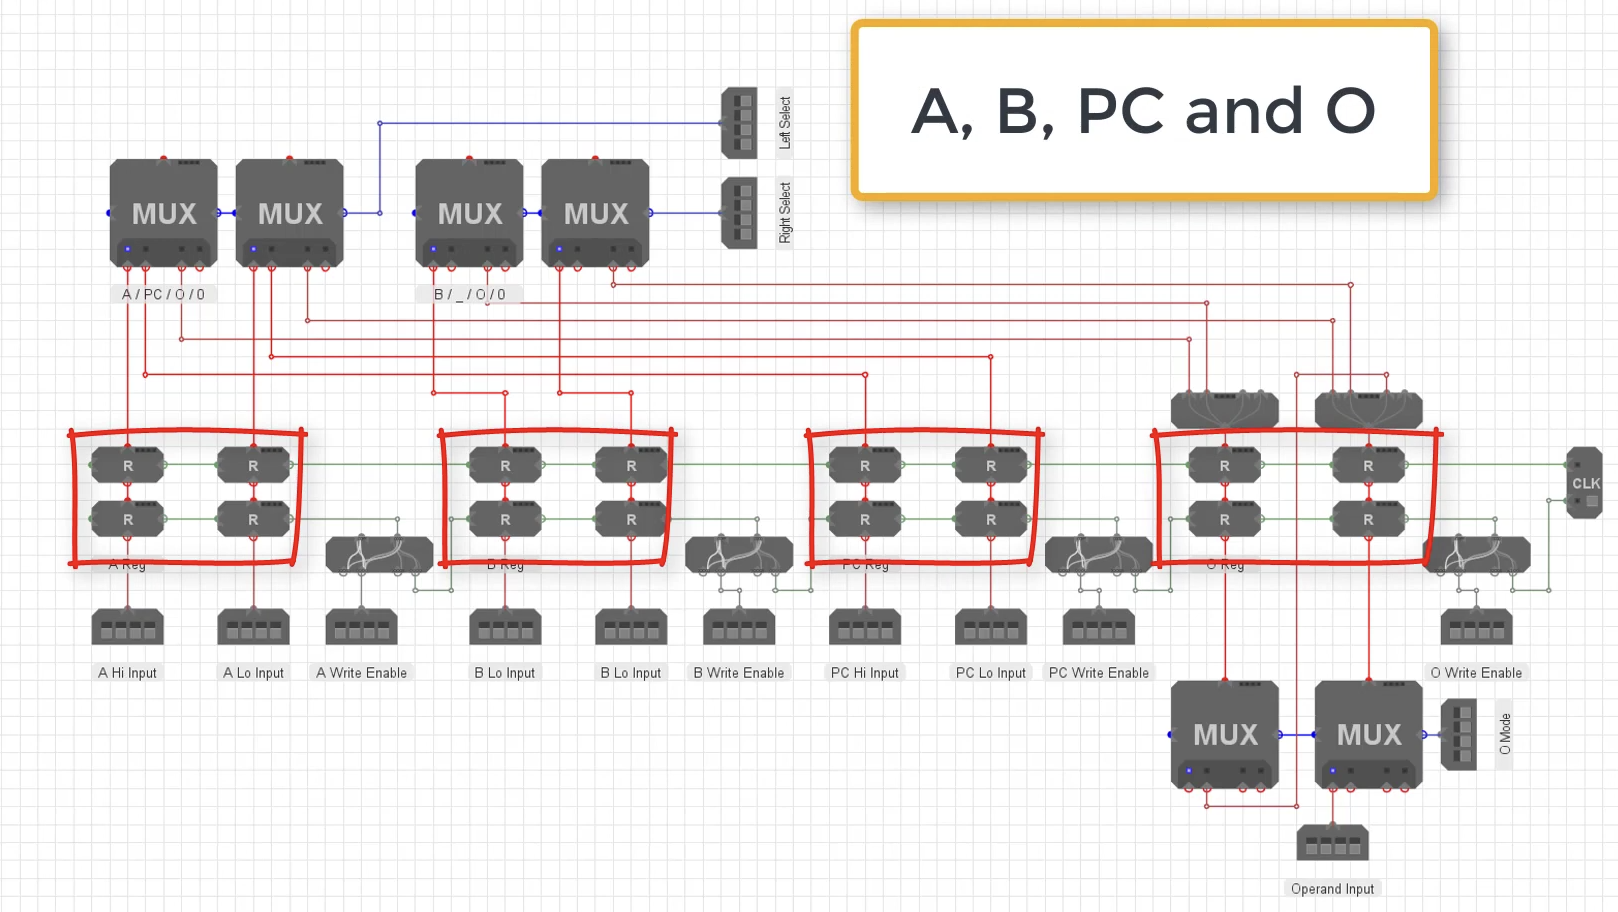 A, B, PC and O
Left Select
Right Select
MUX MUX MUX MUX
A / PC / O / 0
B / _ / O / 0
R R R R R R R R
CLK
R R R R R R R R
A Reg
B Reg
PC Reg
O Reg
A Hi Input
A Lo Input
A Write Enable
B Lo Input
B Lo Input
B Write Enable
PC Hi Input
PC Lo Input
PC Write Enable
O Write Enable
MUX MUX
O Mode
Operand Input